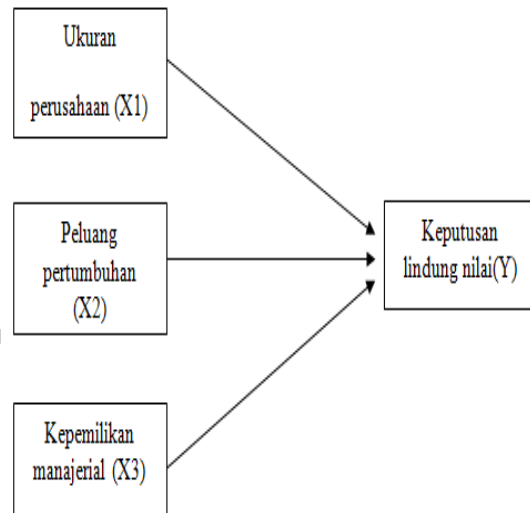 Ukuran
perusahaan (X1)
Peluang
pertumbuhan
(X2)
Kepemilikan
manajerial (X3)
Keputusan
lindung nilai(Y)